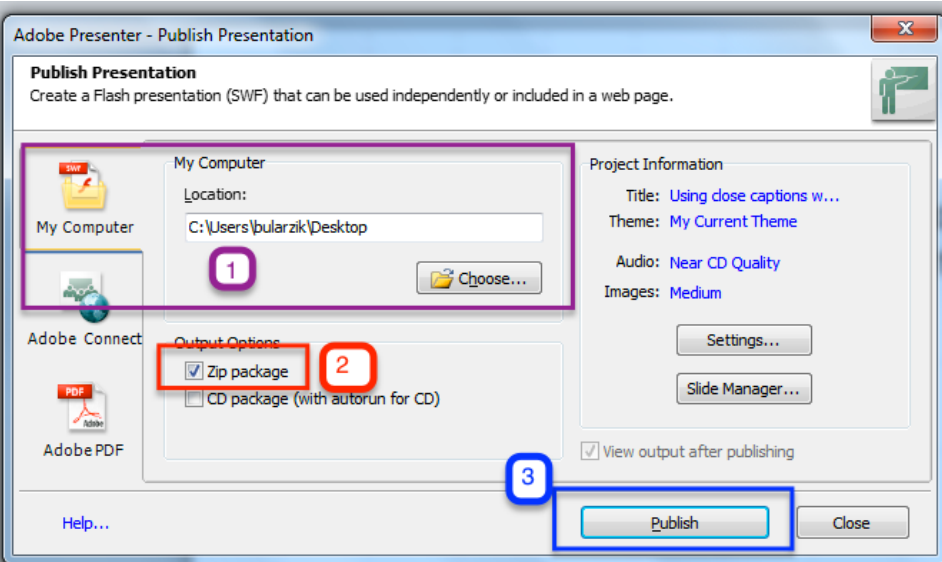 Adobe Presenter - Publish Presentation
X
Publish Presentation
Create a Flash presentation (SWF) that can be used independently or included in a web page.
SWF
My Computer
My Computer
Location:
C:\Users\bularzik\Desktop
1
Choose...
Adobe Connect
Output Options
Zip package
2
CD package (with autorun for CD)
PDF
Adobe
Adobe PDF
Project Information
Title: Using close captions w...
Theme: My Current Theme
Audio: Near CD Quality
Images: Medium
Settings...
Slide Manager...
View output after publishing
3
Help...
Publish
Close